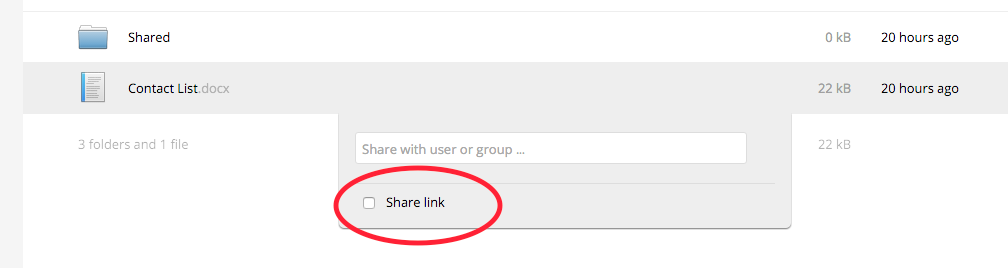 Shared 0 kB 20 hours ago
Contact List.docx 22 kB 20 hours ago
3 folders and 1 file 22 kB
Share with user or group ...
Share link